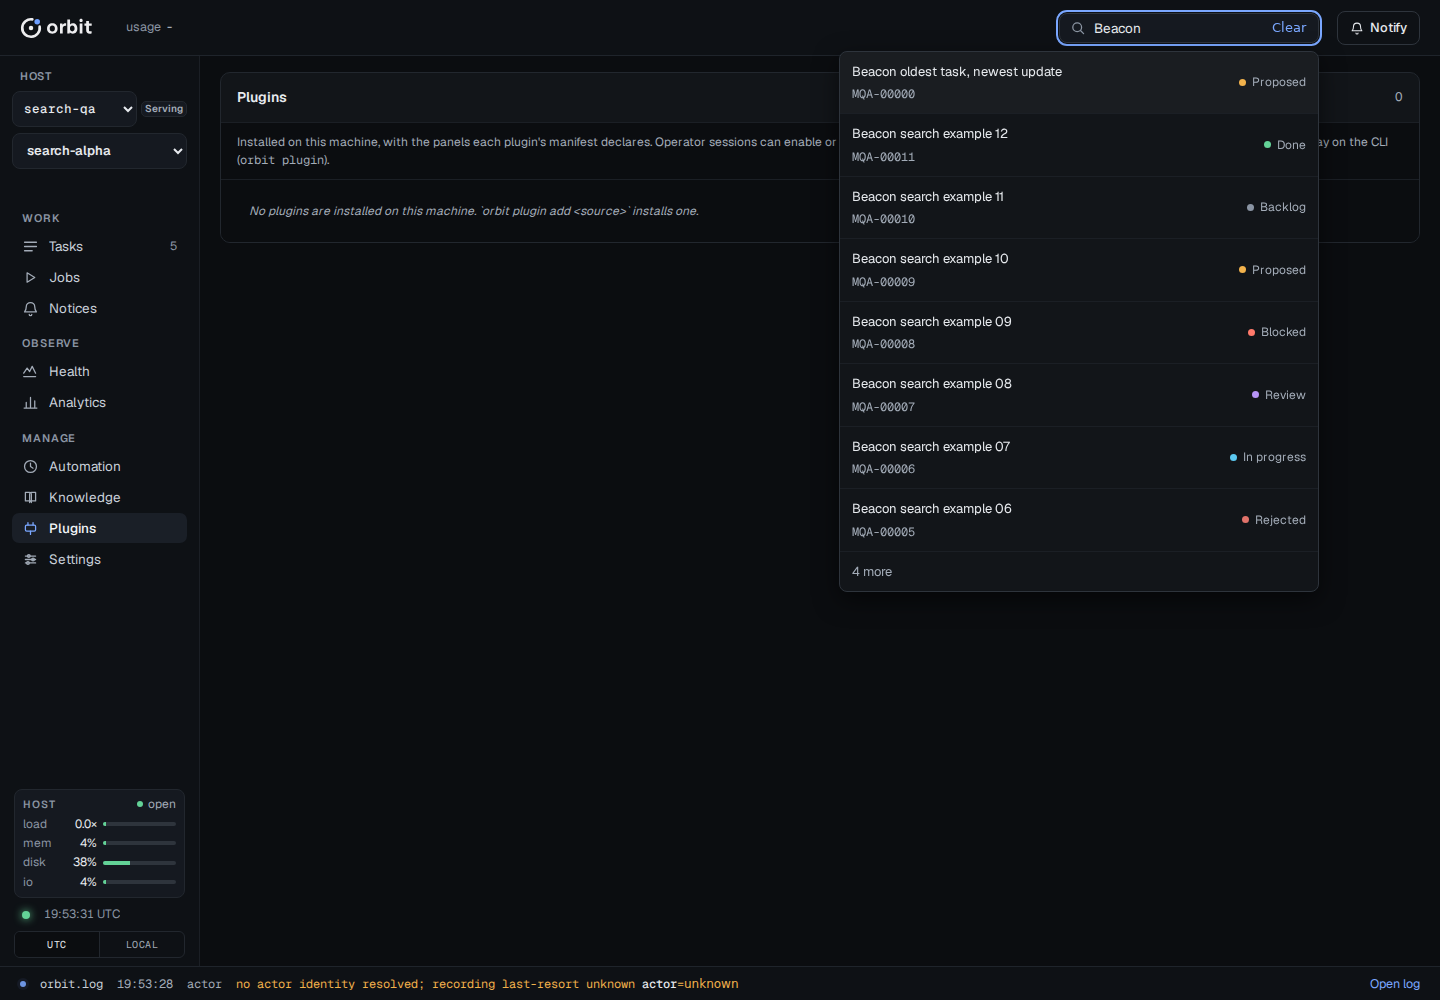 orbit
usage -
Beacon
Clear
Notify
HOST
search-qa
Serving
search-alpha
WORK
Tasks 5
Jobs
Notices
OBSERVE
Health
Analytics
MANAGE
Automation
Knowledge
Plugins
Settings
HOST open
load 0.0×
mem 4%
disk 38%
io 4%
19:53:31 UTC
UTC LOCAL
Plugins 0
Installed on this machine, with the panels each plugin's manifest declares. Operator sessions can enable or ay on the CLI
(orbit plugin).
No plugins are installed on this machine. `orbit plugin add <source>` installs one.
Beacon oldest task, newest update
MQA-00000
Proposed
Beacon search example 12
MQA-00011
Done
Beacon search example 11
MQA-00010
Backlog
Beacon search example 10
MQA-00009
Proposed
Beacon search example 09
MQA-00008
Blocked
Beacon search example 08
MQA-00007
Review
Beacon search example 07
MQA-00006
In progress
Beacon search example 06
MQA-00005
Rejected
4 more
orbit.log 19:53:28 actor no actor identity resolved; recording last-resort unknown actor=unknown
Open log